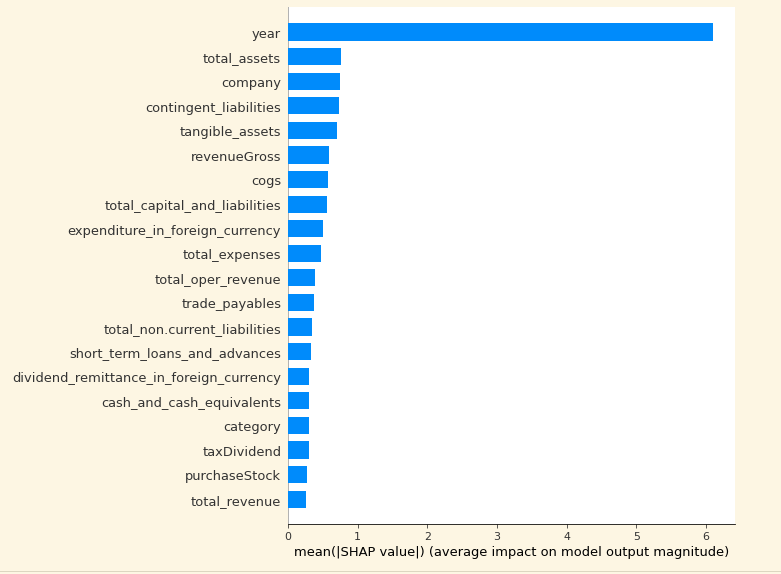 year
total_assets
company
contingent_liabilities
tangible_assets
revenueGross
cogs
total_capital_and_liabilities
expenditure_in_foreign_currency
total_expenses
total_oper_revenue
trade_payables
total_non.current_liabilities
short_term_loans_and_advances
dividend_remittance_in_foreign_currency
cash_and_cash_equivalents
category
taxDividend
purchaseStock
total_revenue
0 1 2 3 4 5 6
mean(|SHAP value|) (average impact on model output magnitude)